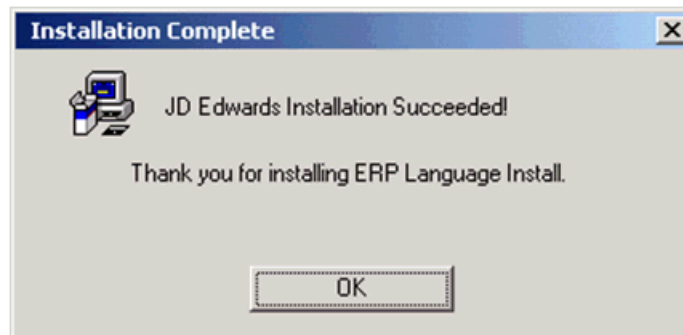 Installation Complete
JD Edwards Installation Succeeded!
Thank you for installing ERP Language Install.
OK